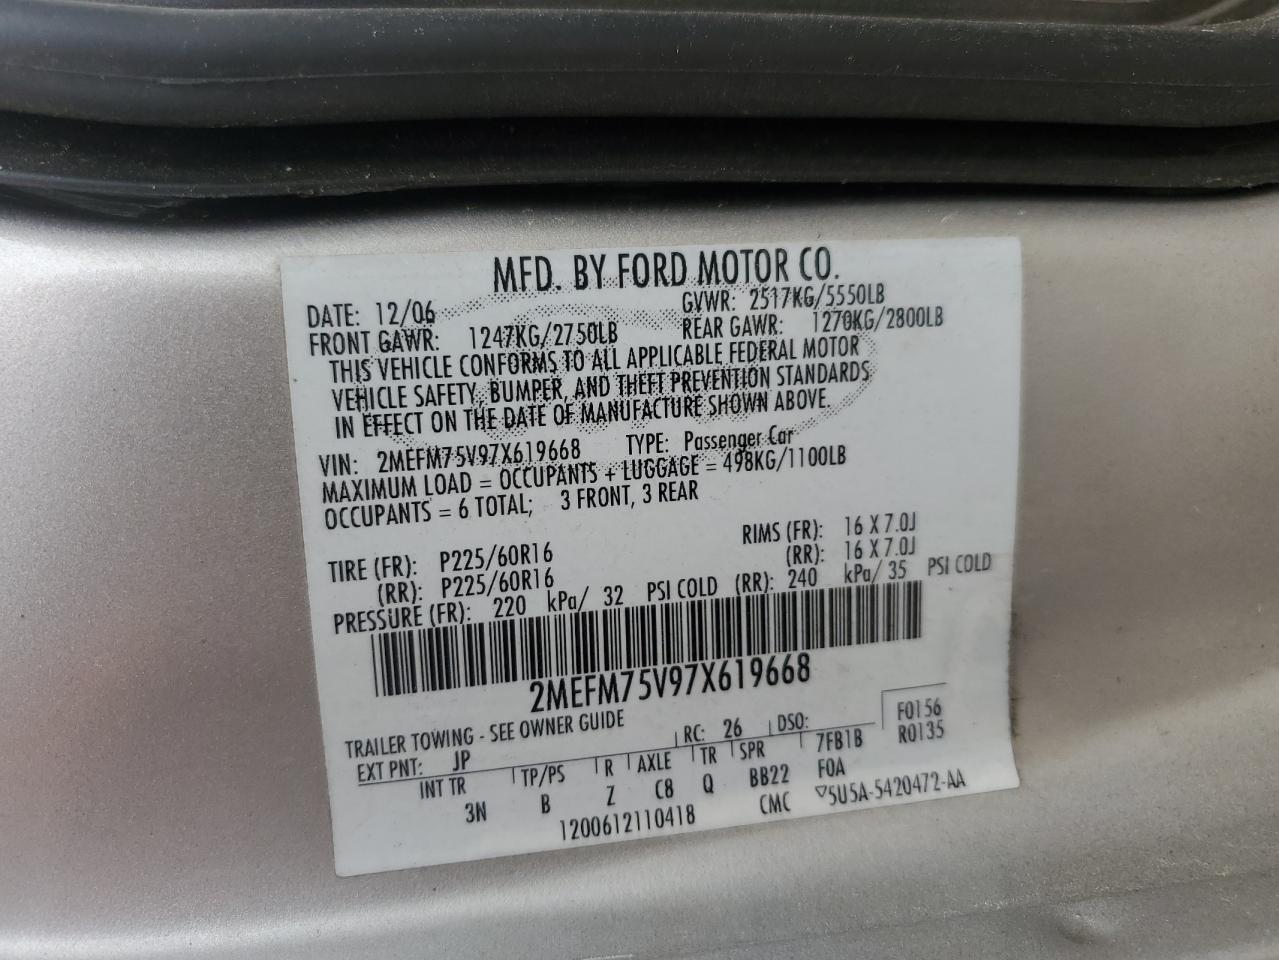 MFD. BY FORD MOTOR CO.
DATE: 12/06 GVWR: 2517KG/5550LB
FRONT GAWR: 1247KG/2750LB REAR GAWR: 1270KG/2800LB
THIS VEHICLE CONFORMS TO ALL APPLICABLE FEDERAL MOTOR
VEHICLE SAFETY, BUMPER, AND THEFT PREVENTION STANDARDS
IN EFFECT ON THE DATE OF MANUFACTURE SHOWN ABOVE.
VIN: 2MEFM75V97X619668 TYPE: Passenger Car
MAXIMUM LOAD = OCCUPANTS + LUGGAGE = 498KG/1100LB
OCCUPANTS = 6 TOTAL; 3 FRONT, 3 REAR
TIRE (FR): P225/60R16 RIMS (FR): 16 X 7.0J
(RR): P225/60R16 (RR): 16 X 7.0J
PRESSURE (FR): 220 kPa/ 32 PSI COLD (RR): 240 kPa/ 35 PSI COLD
2MEFM75V97X619668
TRAILER TOWING - SEE OWNER GUIDE
EXT PNT: JP RC: 26 DSO: F0156
INT TR TP/PS R AXLE TR SPR 7FB1B R0135
3N B Z C8 Q BB22 F0A
1200612110418 CMC ▽5U5A-5420472-AA